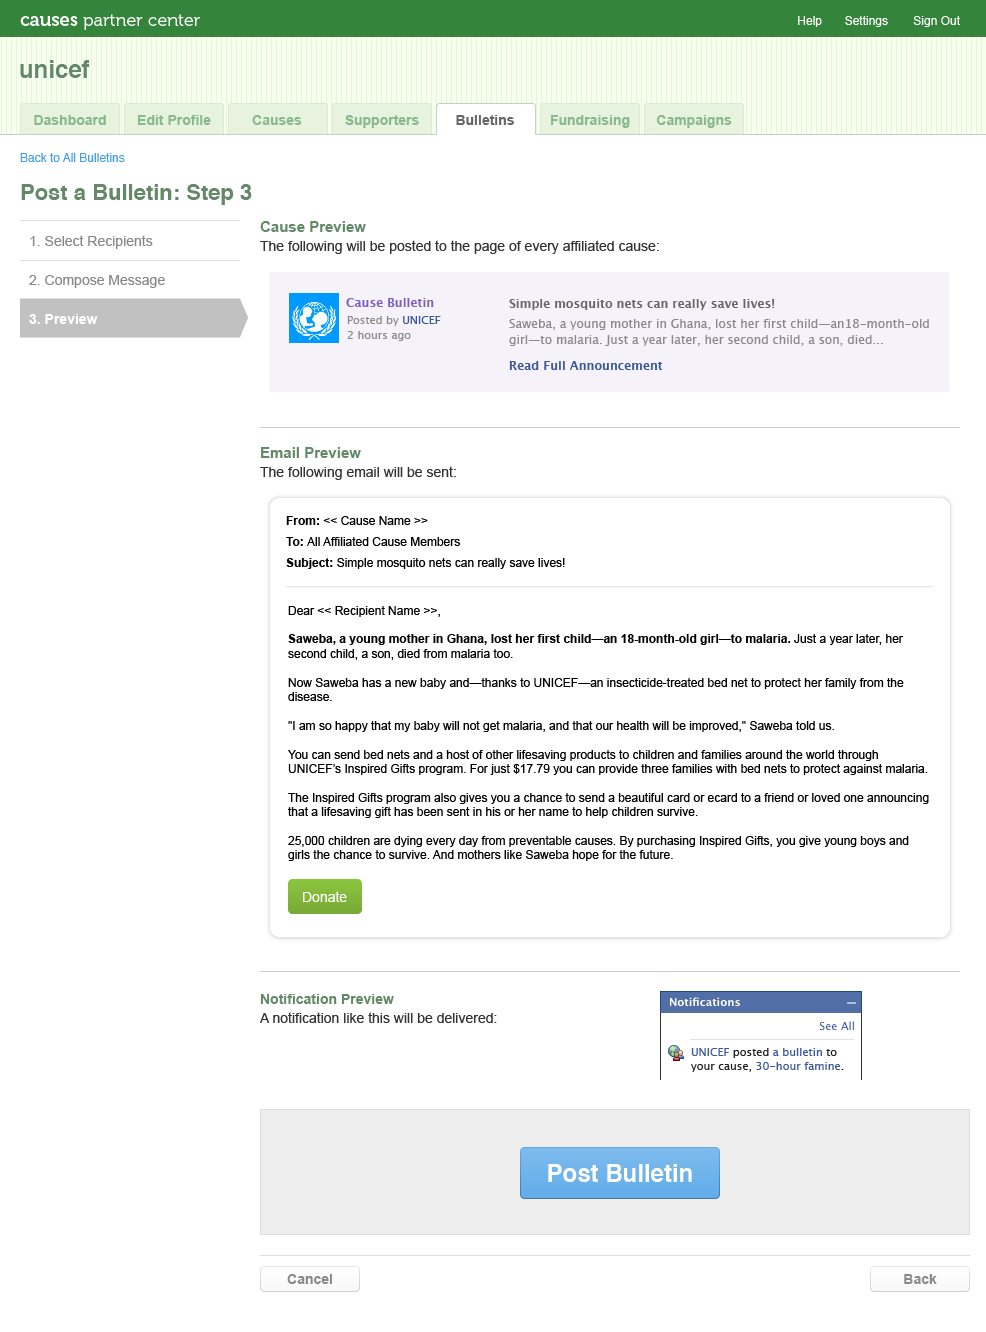 causes partner center
Help Settings Sign Out
unicef
Dashboard Edit Profile Causes Supporters Bulletins Fundraising Campaigns
Back to All Bulletins
Post a Bulletin: Step 3
1. Select Recipients
2. Compose Message
3. Preview
Cause Preview
The following will be posted to the page of every affiliated cause:
Cause Bulletin
Posted by UNICEF
2 hours ago
Simple mosquito nets can really save lives!
Saweba, a young mother in Ghana, lost her first child—an18-month-old
girl—to malaria. Just a year later, her second child, a son, died...
Read Full Announcement
Email Preview
The following email will be sent:
From: << Cause Name >>
To: All Affiliated Cause Members
Subject: Simple mosquito nets can really save lives!
Dear << Recipient Name >>,
Saweba, a young mother in Ghana, lost her first child—an 18-month-old girl—to malaria. Just a year later, her
second child, a son, died from malaria too.
Now Saweba has a new baby and—thanks to UNICEF—an insecticide-treated bed net to protect her family from the
disease.
"I am so happy that my baby will not get malaria, and that our health will be improved," Saweba told us.
You can send bed nets and a host of other lifesaving products to children and families around the world through
UNICEF's Inspired Gifts program. For just $17.79 you can provide three families with bed nets to protect against malaria.
The Inspired Gifts program also gives you a chance to send a beautiful card or ecard to a friend or loved one announcing
that a lifesaving gift has been sent in his or her name to help children survive.
25,000 children are dying every day from preventable causes. By purchasing Inspired Gifts, you give young boys and
girls the chance to survive. And mothers like Saweba hope for the future.
Donate
Notification Preview
A notification like this will be delivered:
Notifications
See All
UNICEF posted a bulletin to
your cause, 30-hour famine.
Post Bulletin
Cancel
Back